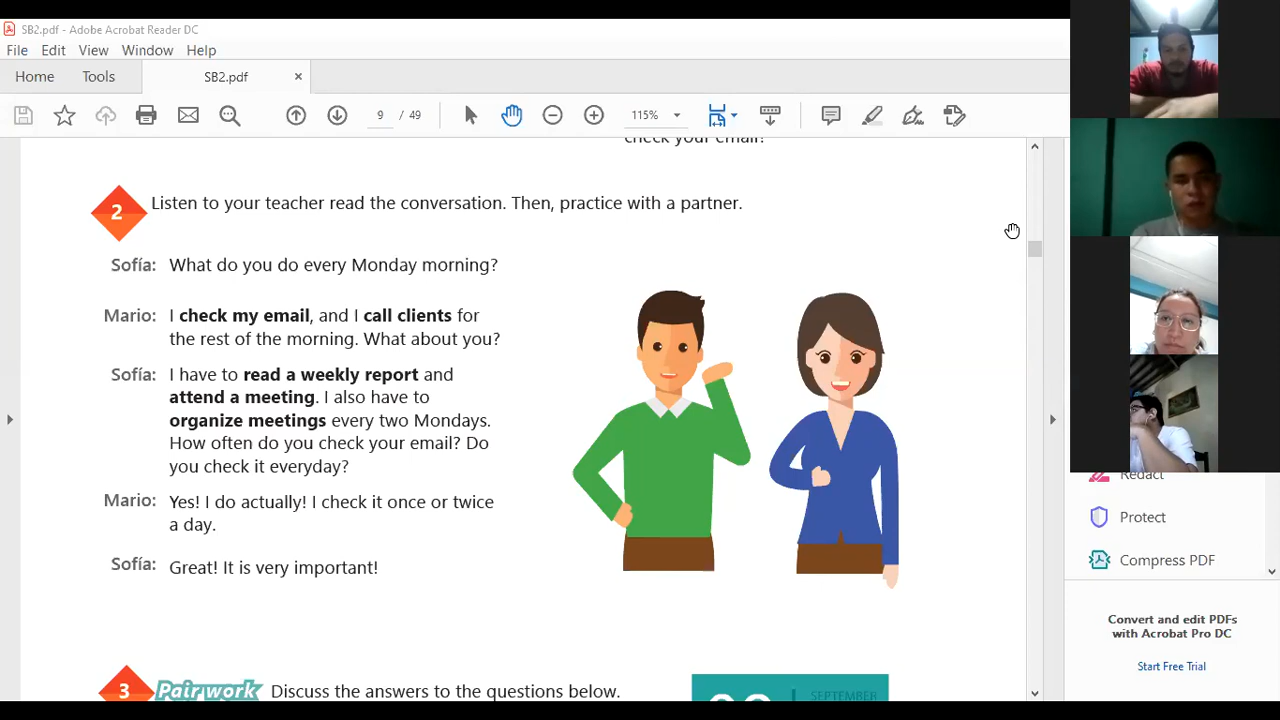 SB2.pdf - Adobe Acrobat Reader DC
File Edit View Window Help
Home Tools SB2.pdf ×
9 / 49 115%
check your email!
2 Listen to your teacher read the conversation. Then, practice with a partner.
Sofía: What do you do every Monday morning?
Mario: I check my email, and I call clients for
the rest of the morning. What about you?
Sofía: I have to read a weekly report and
attend a meeting. I also have to
organize meetings every two Mondays.
How often do you check your email? Do
you check it everyday?
Mario: Yes! I do actually! I check it once or twice
a day.
Sofía: Great! It is very important!
3 Pair work Discuss the answers to the questions below.
SEPTEMBER
Redact
Protect
Compress PDF
Convert and edit PDFs
with Acrobat Pro DC
Start Free Trial